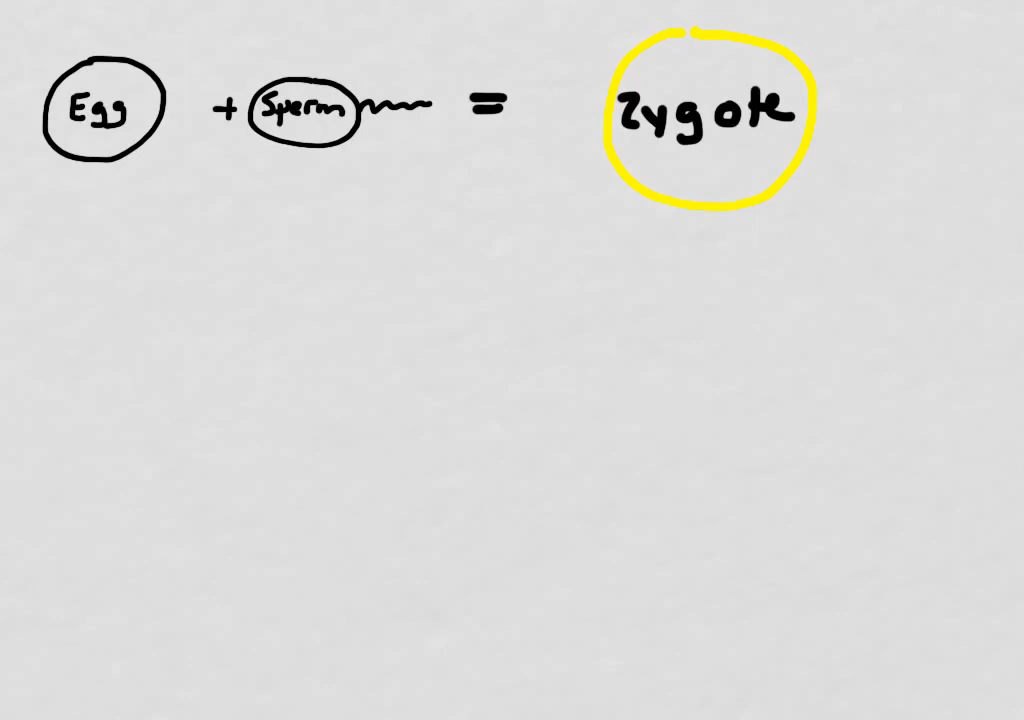 Egg + Sperm = Zygote